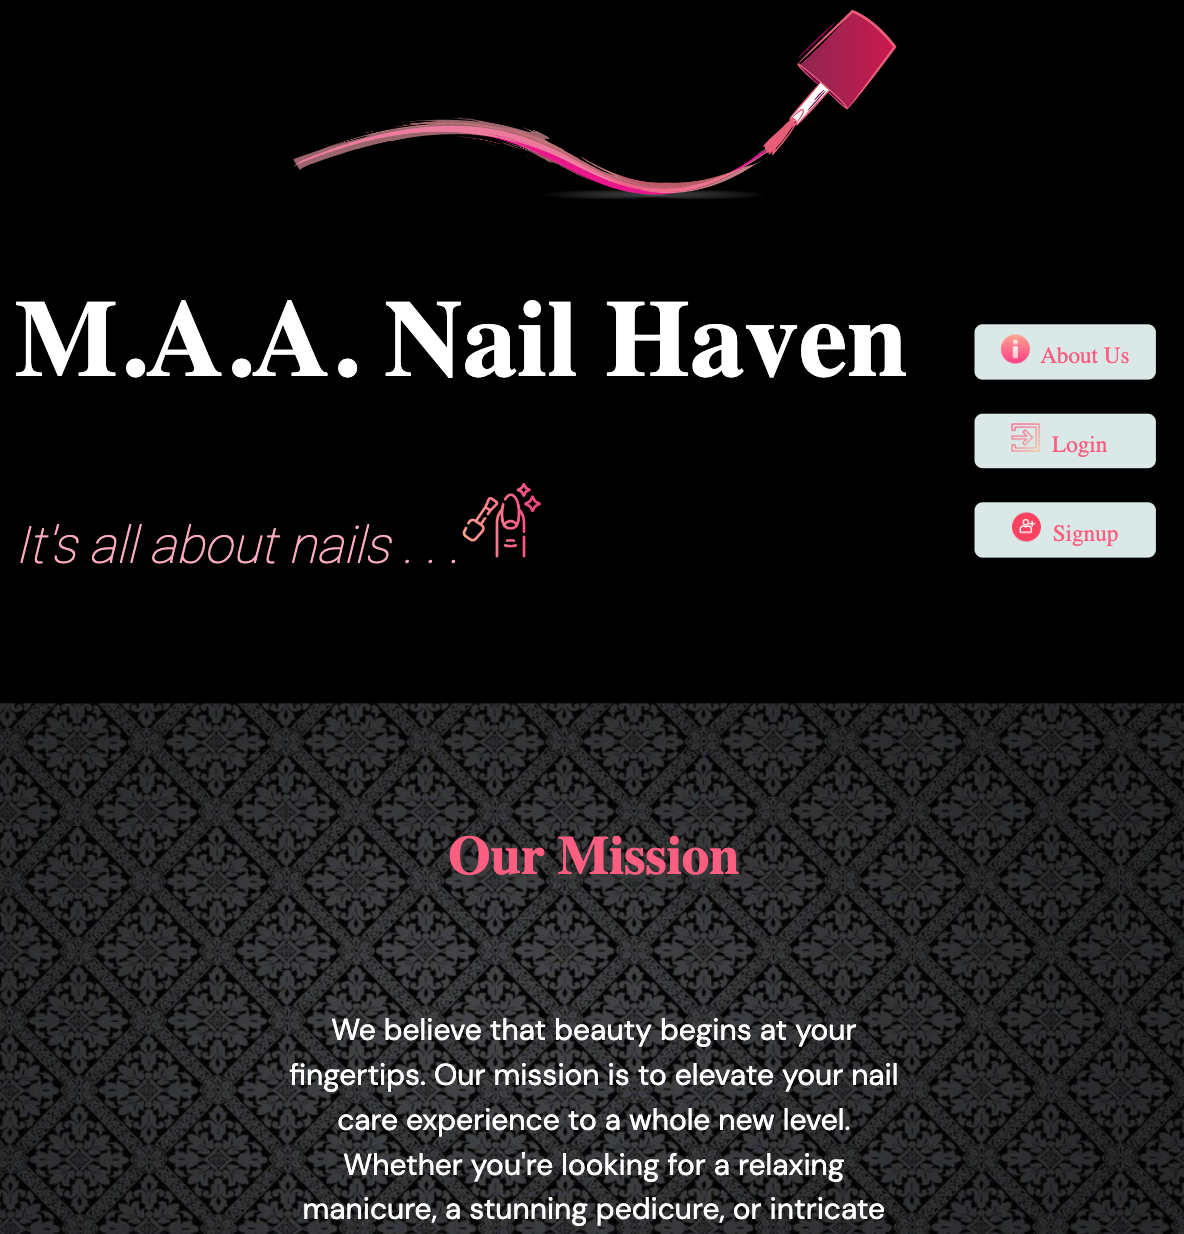 M.A.A. Nail Haven
About Us
Login
It's all about nails . . .
Signup
Our Mission
We believe that beauty begins at your
fingertips. Our mission is to elevate your nail
care experience to a whole new level.
Whether you're looking for a relaxing
manicure, a stunning pedicure, or intricate